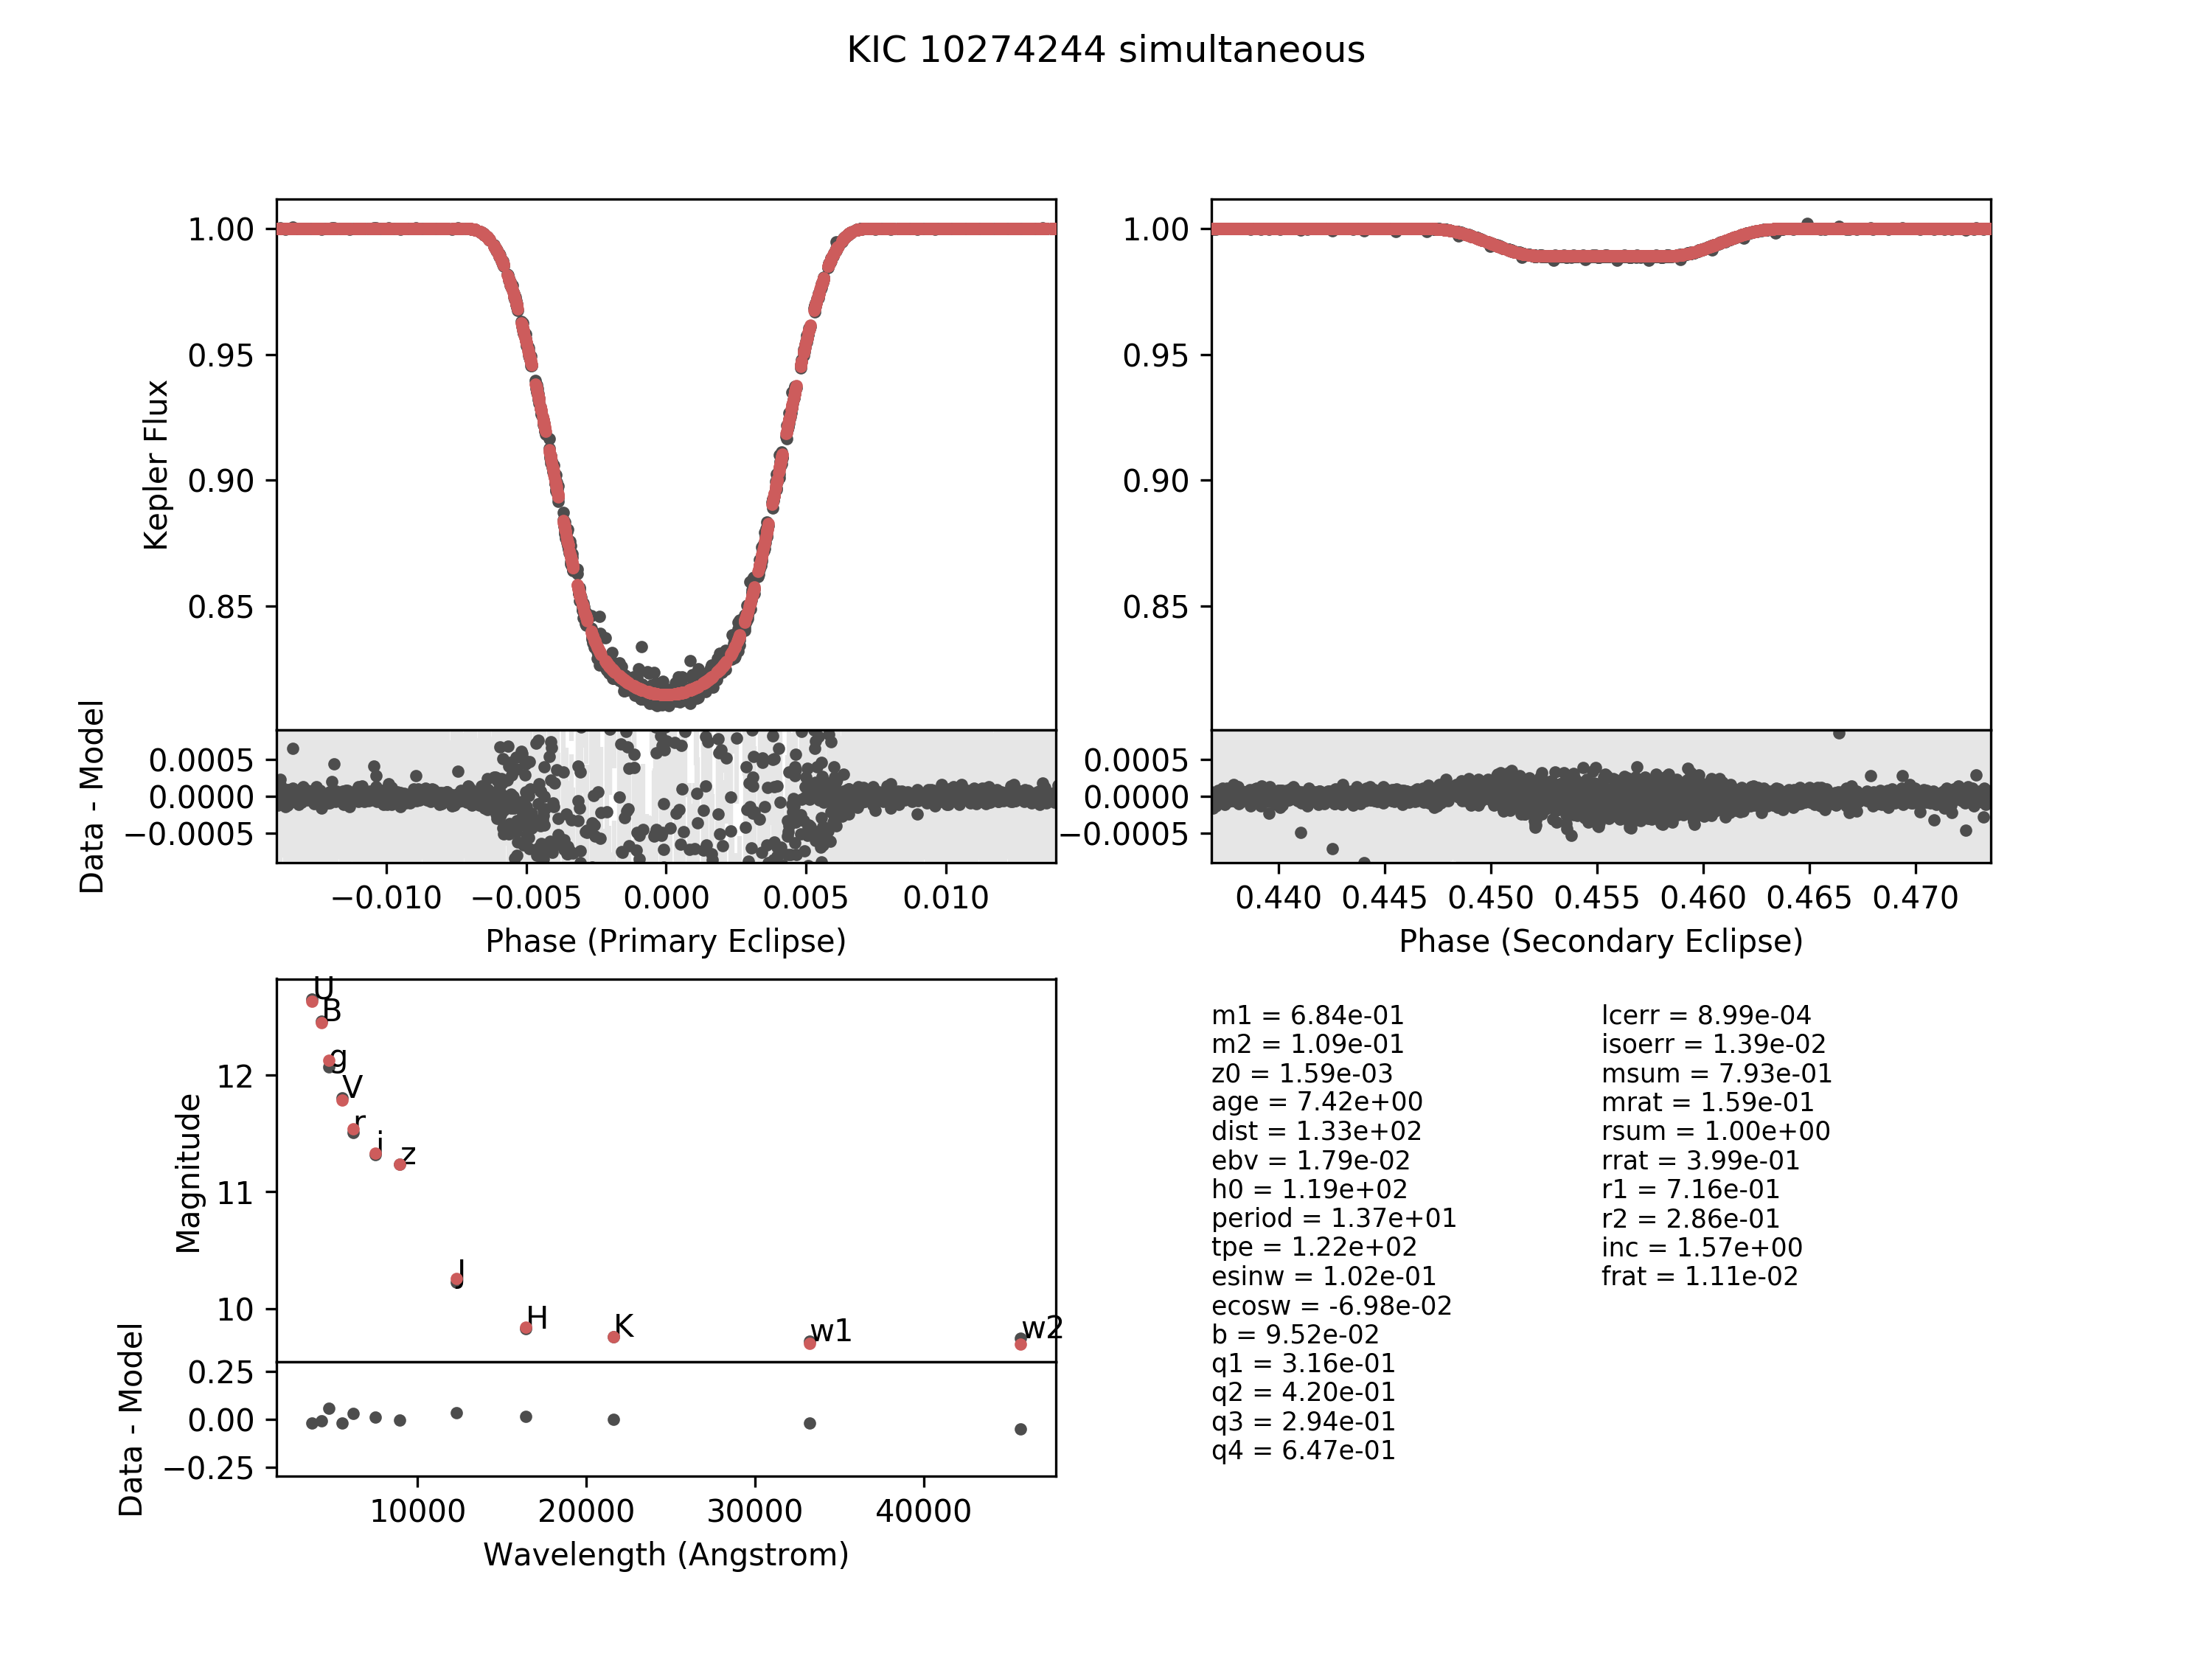 KIC 10274244 simultaneous
Kepler Flux
1.00
0.95
0.90
0.85
1.00
0.95
0.90
0.85
Data - Model
0.0005
0.0000
−0.0005
0.0005
0.0000
−0.0005
−0.010 −0.005 0.000 0.005 0.010
0.440 0.445 0.450 0.455 0.460 0.465 0.470
Phase (Primary Eclipse)
Phase (Secondary Eclipse)
Magnitude
12
11
10
U
B
g
V
r
i
z
J
H
K
w1
w2
Data - Model
0.25
0.00
−0.25
10000 20000 30000 40000
Wavelength (Angstrom)
m1 = 6.84e-01
m2 = 1.09e-01
z0 = 1.59e-03
age = 7.42e+00
dist = 1.33e+02
ebv = 1.79e-02
h0 = 1.19e+02
period = 1.37e+01
tpe = 1.22e+02
esinw = 1.02e-01
ecosw = -6.98e-02
b = 9.52e-02
q1 = 3.16e-01
q2 = 4.20e-01
q3 = 2.94e-01
q4 = 6.47e-01
lcerr = 8.99e-04
isoerr = 1.39e-02
msum = 7.93e-01
mrat = 1.59e-01
rsum = 1.00e+00
rrat = 3.99e-01
r1 = 7.16e-01
r2 = 2.86e-01
inc = 1.57e+00
frat = 1.11e-02